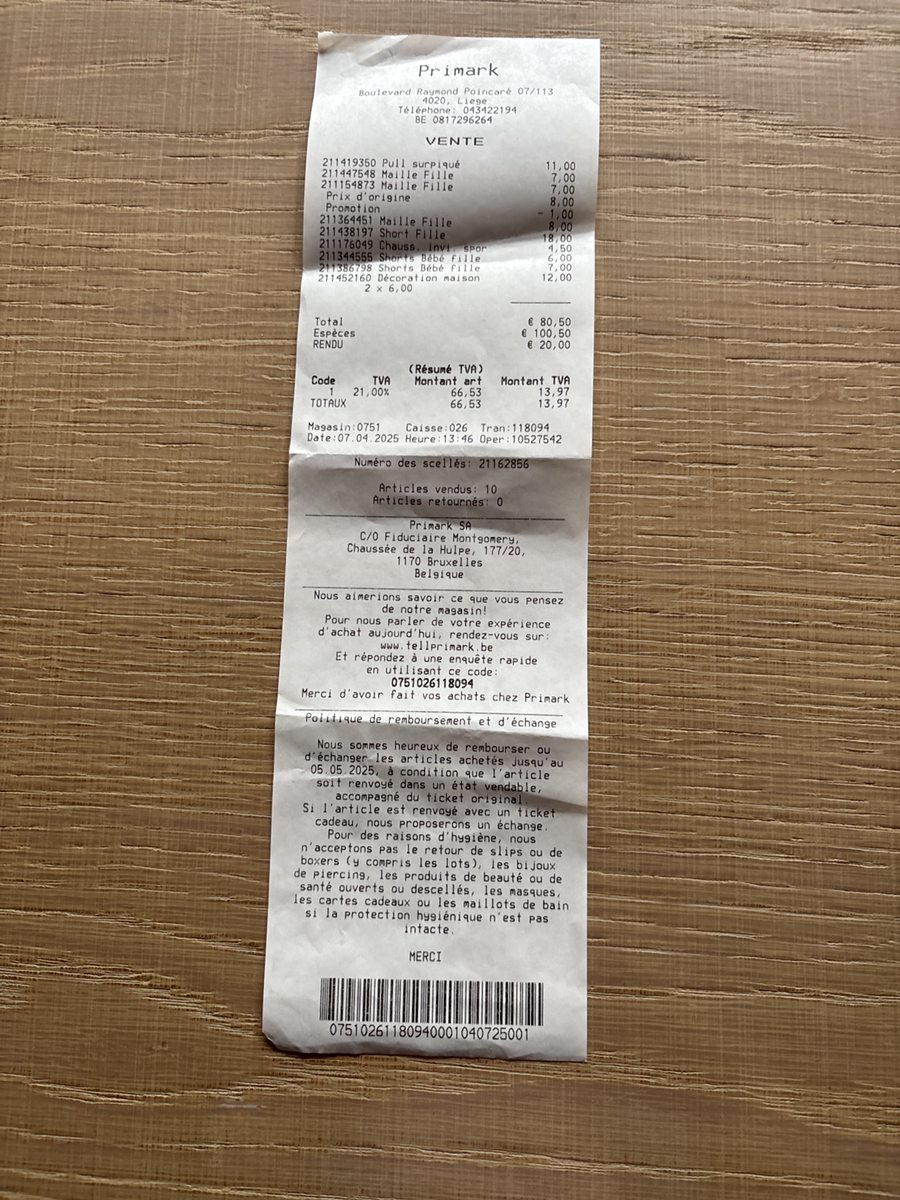 Primark
Boulevard Raymond Poincaré 07/113
4020, Liege
Téléphone: 043422194
BE 0817296264
VENTE
211419350 Pull surpiqué 11,00
211447548 Maille Fille 7,00
211154873 Maille Fille 7,00
Prix d'origine 8,00
Promotion - 1,00
211364451 Maille Fille 8,00
211438197 Short Fille 18,00
211176049 Chauss. invi. spor 4,50
211344555 Shorts Bébé fille 6,00
211386798 Shorts Bébé fille 7,00
211452160 Décoration maison 12,00
2 x 6,00
Total € 80,50
Espèces € 100,50
RENDU € 20,00
(Résumé TVA)
Code TVA Montant art Montant TVA
1 21,00% 66,53 13,97
TOTAUX 66,53 13,97
Magasin:0751 Caisse:026 Tran:118094
Date:07.04.2025 Heure:13:46 Oper:10527542
Numéro des scellés: 21162856
Articles vendus: 10
Articles retournés: 0
Primark SA
C/O Fiduciaire Montgomery,
Chaussée de la Hulpe, 177/20,
1170 Bruxelles
Belgique
Nous aimerions savoir ce que vous pensez
de notre magasin!
Pour nous parler de votre expérience
d'achat aujourd'hui, rendez-vous sur:
www.tellprimark.be
Et répondez à une enquête rapide
en utilisant ce code:
0751026118094
Merci d'avoir fait vos achats chez Primark
Politique de remboursement et d'échange
Nous sommes heureux de rembourser ou
d'échanger les articles achetés jusqu'au
05.05.2025, à condition que l'article
soit renvoyé dans un état vendable,
accompagné du ticket original.
Si l'article est renvoyé avec un ticket
cadeau, nous proposerons un échange.
Pour des raisons d'hygiène, nous
n'acceptons pas le retour de slips ou de
boxers (y compris les lots), les bijoux
de piercing, les produits de beauté ou de
santé ouverts ou descellés, les masques,
les cartes cadeaux ou les maillots de bain
si la protection hygiénique n'est pas
intacte.
MERCI
07510261180940001040725001